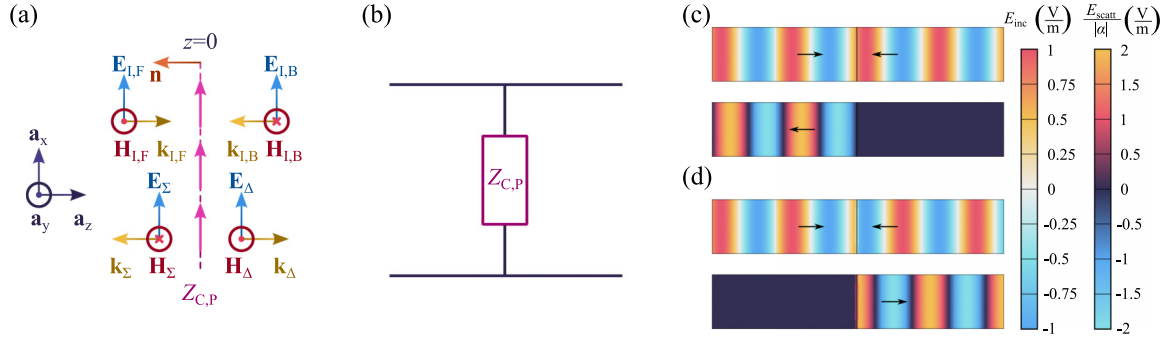 (a)
z=0
E_I,F
n
E_I,B
H_I,F
k_I,F
k_I,B
H_I,B
a_x
a_y
a_z
E_Σ
E_Δ
k_Σ
H_Σ
H_Δ
k_Δ
Z_C,P
(b)
Z_C,P
(c)
(d)
E_inc (V/m)
1
0.75
0.5
0.25
0
-0.25
-0.5
-0.75
-1
E_scatt/|α| (V/m)
2
1.5
1
0.5
0
-0.5
-1
-1.5
-2